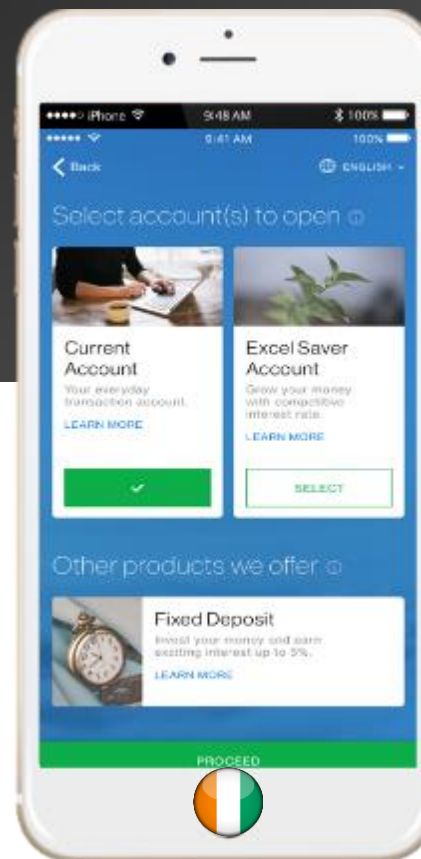 iPhone 9:48 AM 100%
9:41 AM 100%
Back ENGLISH
Select account(s) to open
Current
Account
Your everyday
transaction account.
LEARN MORE
Excel Saver
Account
Grow your money
with competitive
interest rate.
LEARN MORE
SELECT
Other products we offer
Fixed Deposit
Invest your money and earn
exciting interest up to 5%.
LEARN MORE
PROCEED